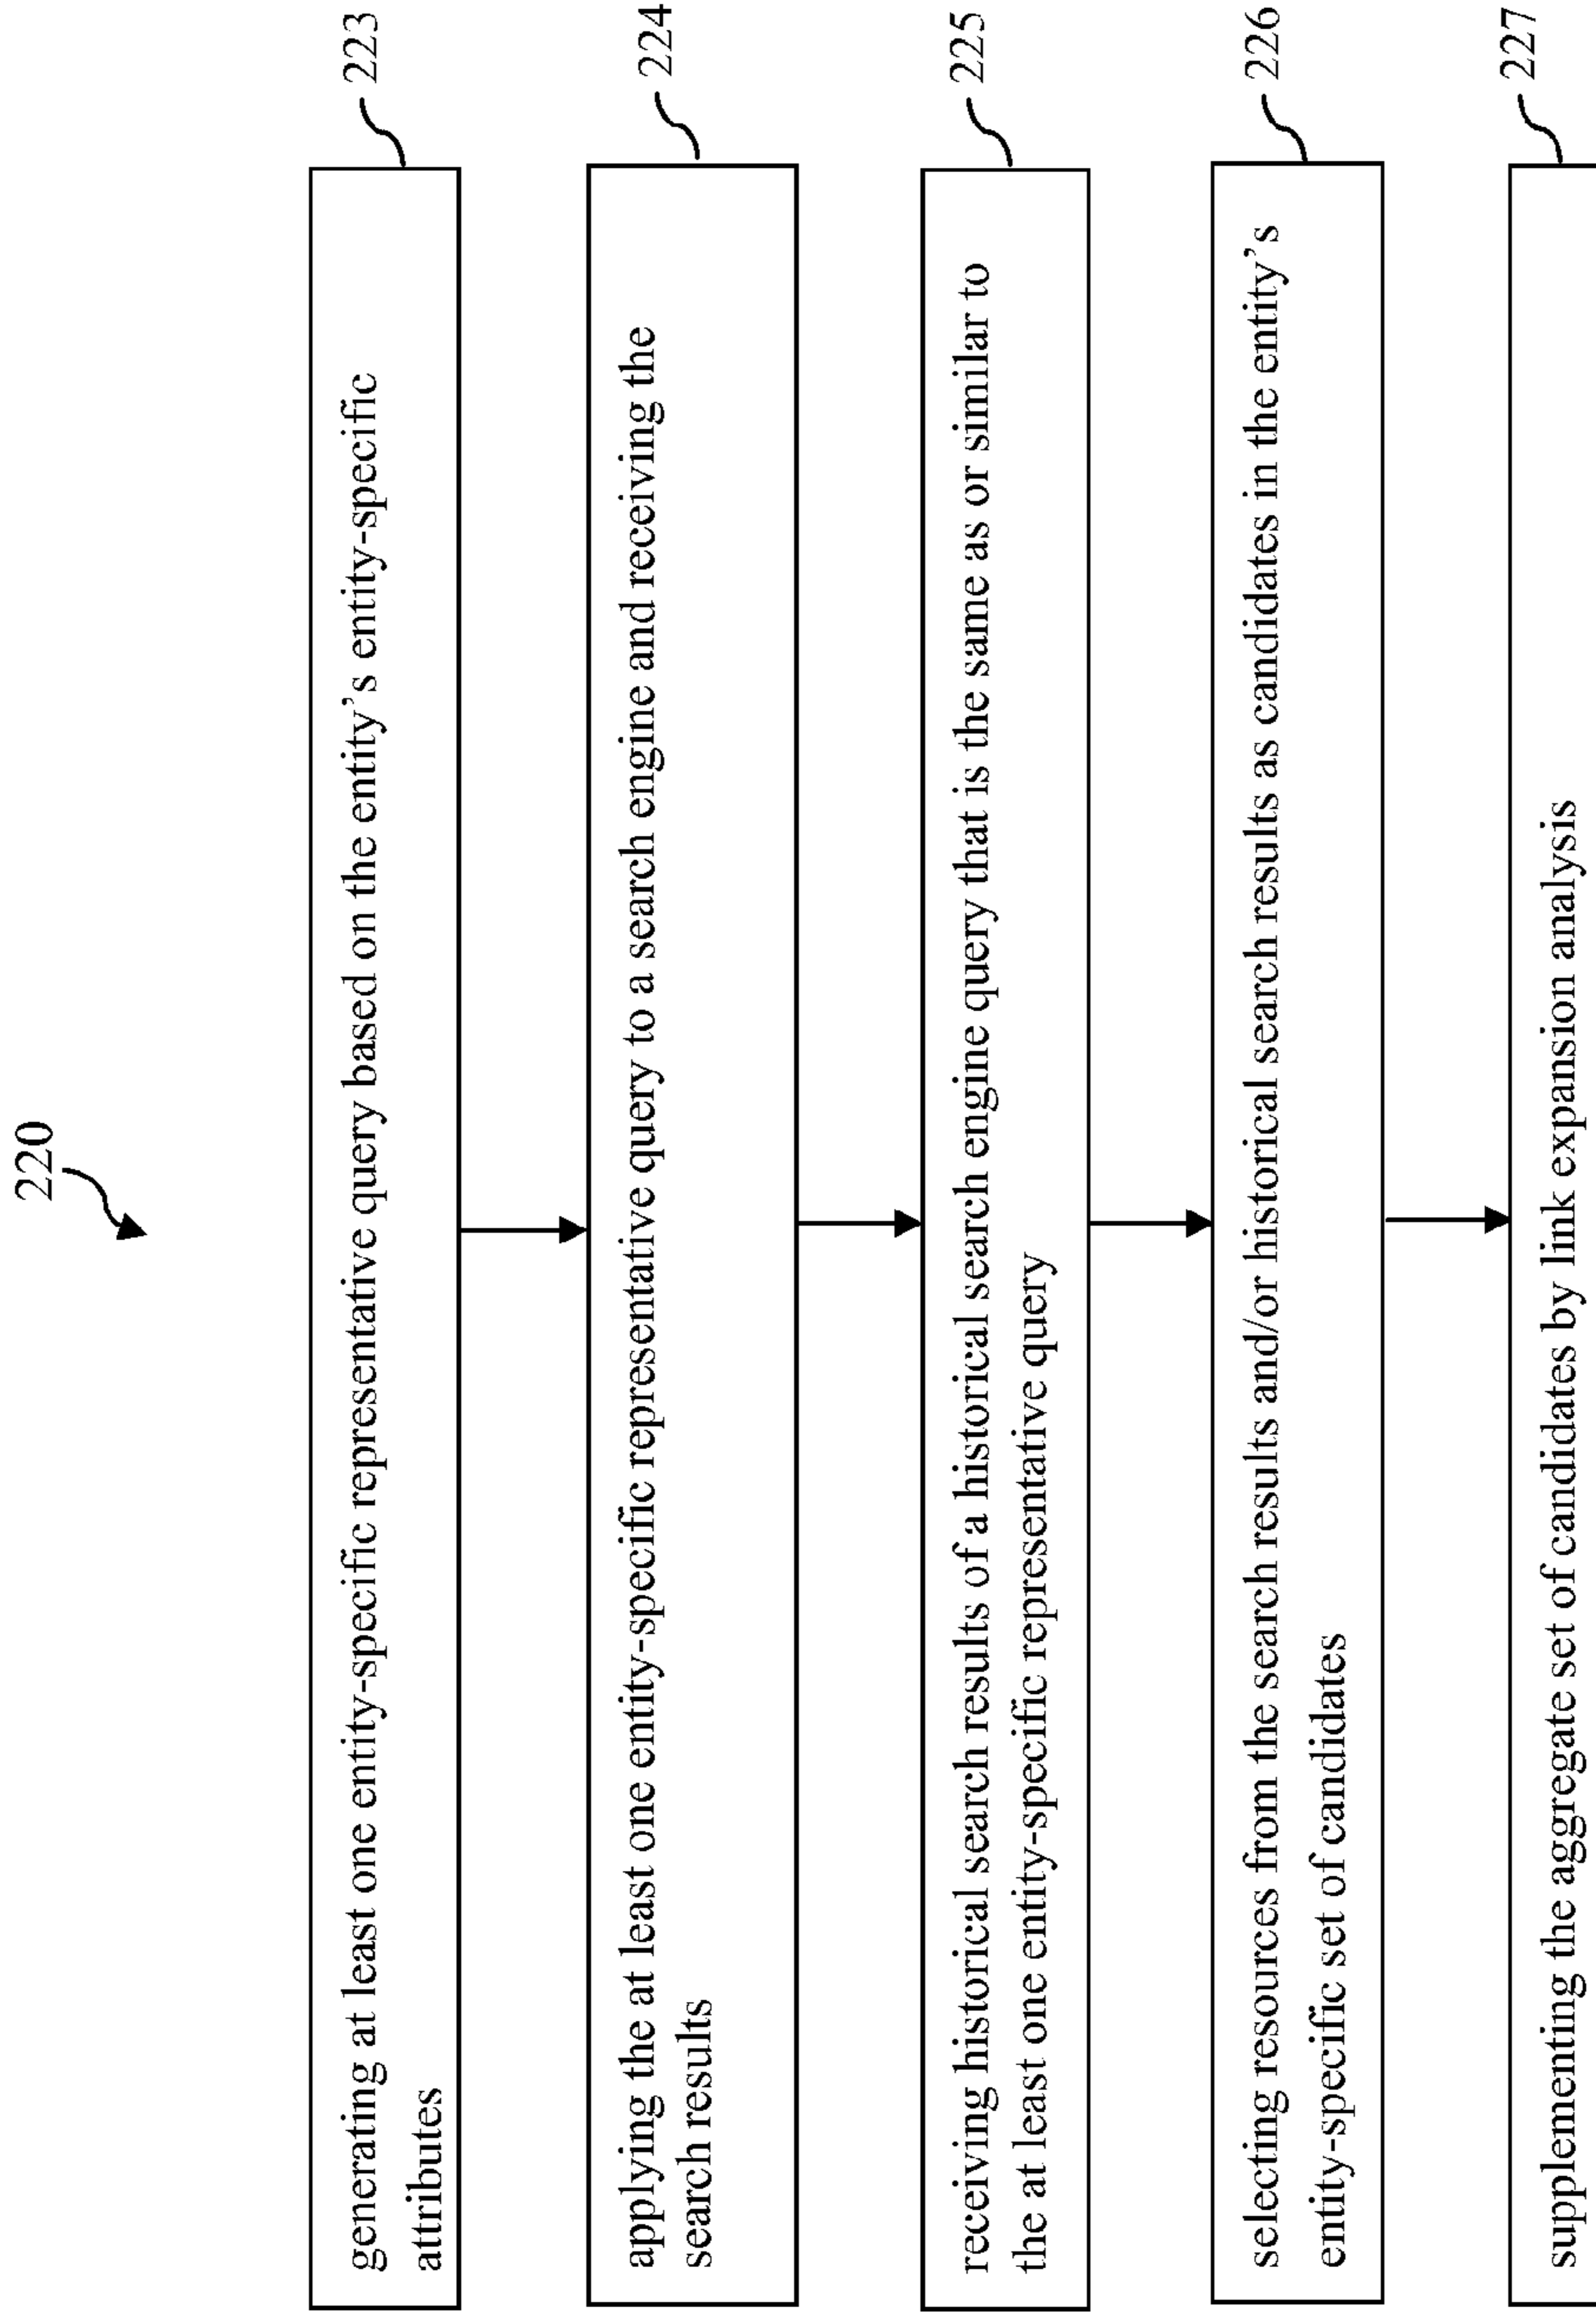 220
generating at least one entity-specific representative query based on the entity's entity-specific
attributes
223
applying the at least one entity-specific representative query to a search engine and receiving the
search results
224
receiving historical search results of a historical search engine query that is the same as or similar to
the at least one entity-specific representative query
225
selecting resources from the search results and/or historical search results as candidates in the entity's
entity-specific set of candidates
226
supplementing the aggregate set of candidates by link expansion analysis
227